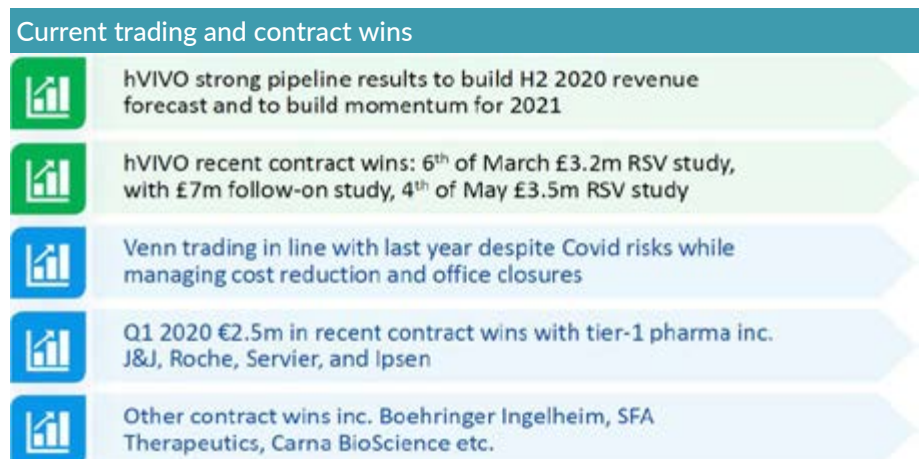 Current trading and contract wins
hVIVO strong pipeline results to build H2 2020 revenue
forecast and to build momentum for 2021
hVIVO recent contract wins: 6th of March £3.2m RSV study,
with £7m follow-on study, 4th of May £3.5m RSV study
Venn trading in line with last year despite Covid risks while
managing cost reduction and office closures
Q1 2020 €2.5m in recent contract wins with tier-1 pharma inc.
J&J, Roche, Servier, and Ipsen
Other contract wins inc. Boehringer Ingelheim, SFA
Therapeutics, Carna BioScience etc.